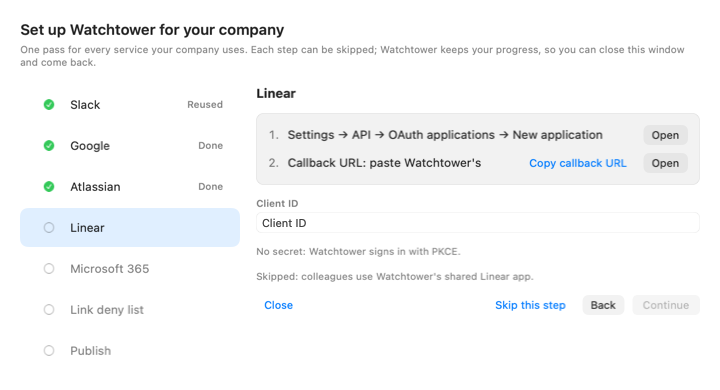 Set up Watchtower for your company
One pass for every service your company uses. Each step can be skipped; Watchtower keeps your progress, so you can close this window
and come back.
Slack Reused
Google Done
Atlassian Done
Linear
Microsoft 365
Link deny list
Publish
Linear
1. Settings → API → OAuth applications → New application Open
2. Callback URL: paste Watchtower's Copy callback URL Open
Client ID
Client ID
No secret: Watchtower signs in with PKCE.
Skipped: colleagues use Watchtower's shared Linear app.
Close Skip this step Back Continue